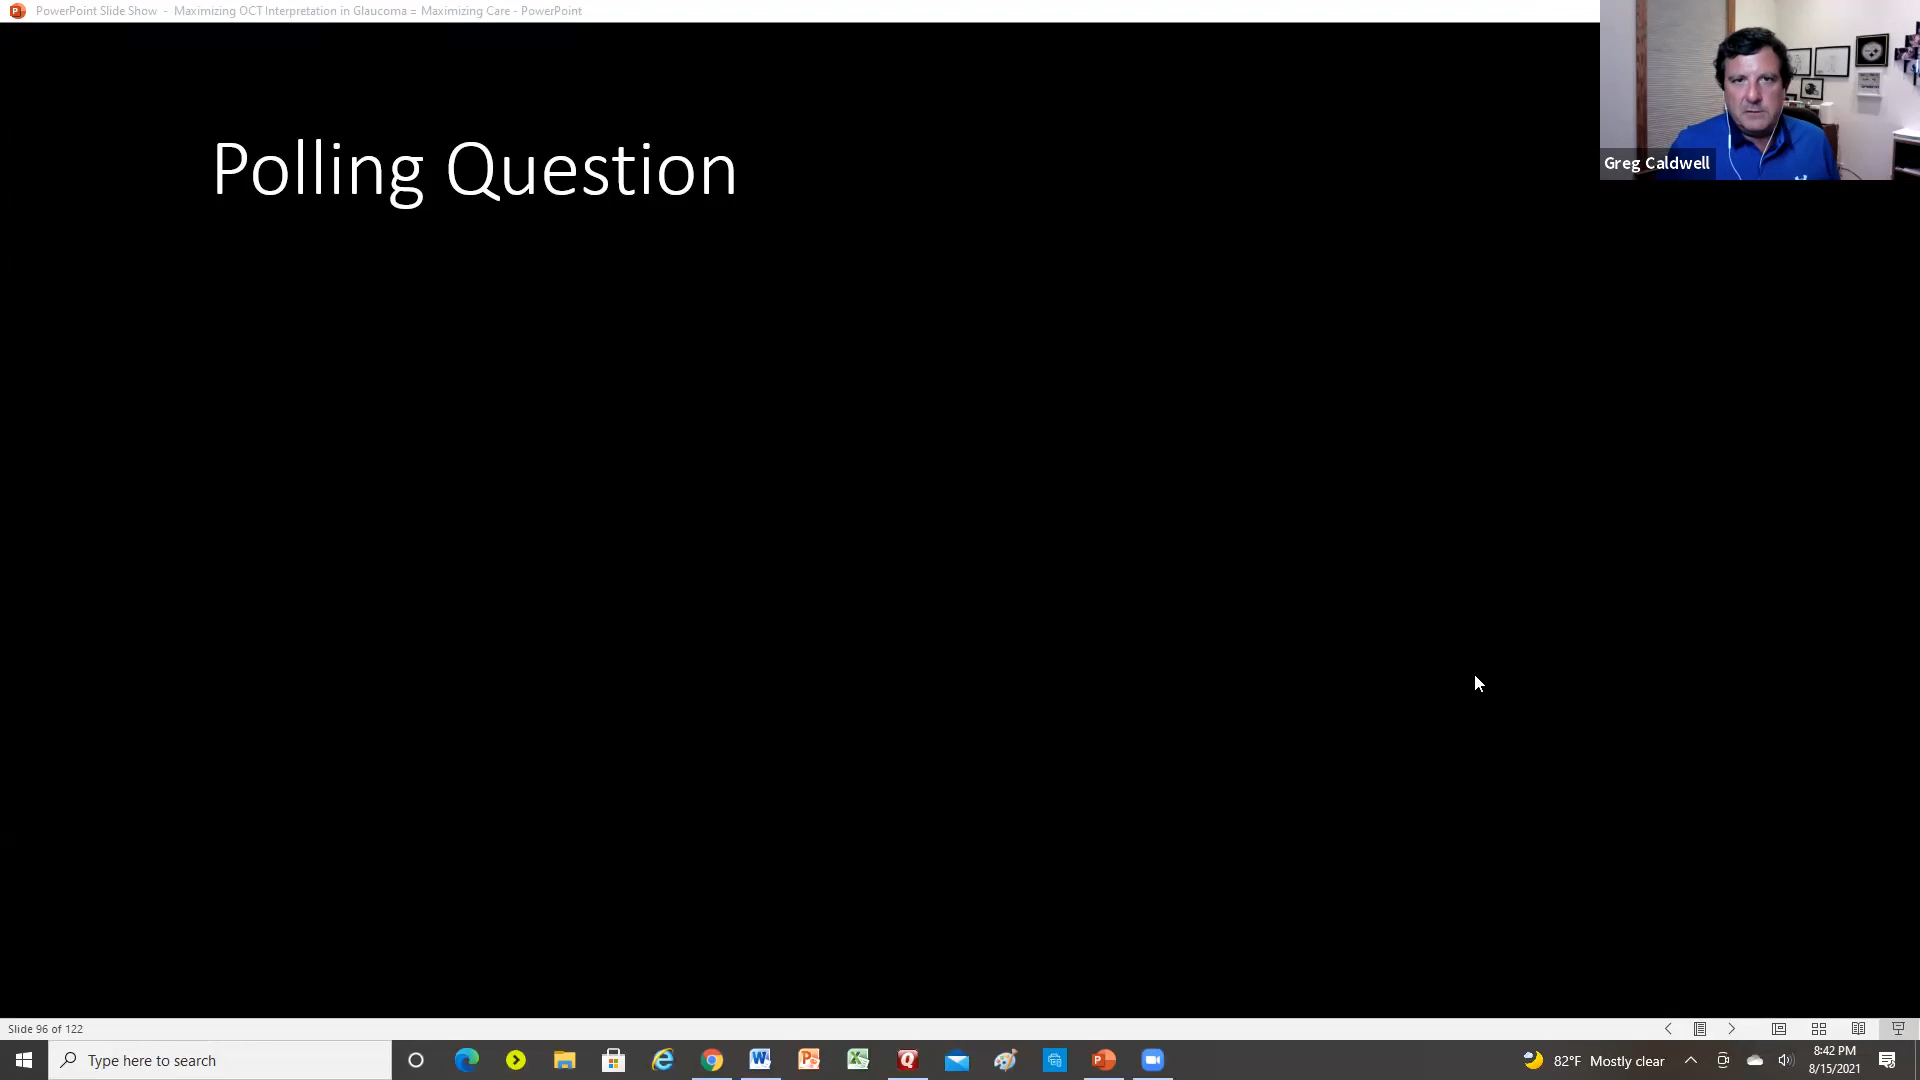 PowerPoint Slide Show - Maximizing OCT Interpretation in Glaucoma = Maximizing Care - PowerPoint
Polling Question
Greg Caldwell
Slide 96 of 122
Type here to search
82°F Mostly clear
8:42 PM
8/15/2021